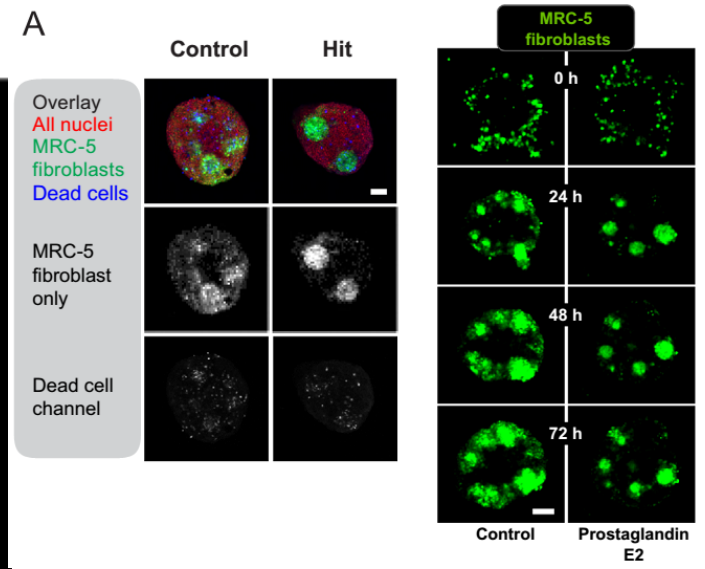 A
Control
Hit
Overlay
All nuclei
MRC-5
fibroblasts
Dead cells
MRC-5
fibroblast
only
Dead cell
channel
MRC-5
fibroblasts
0 h
24 h
48 h
72 h
Control
Prostaglandin
E2